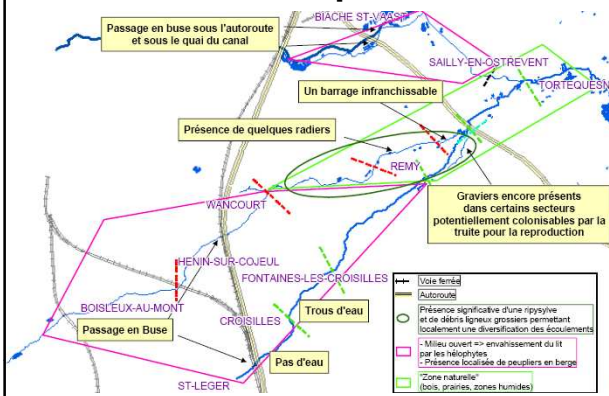 BIACHE ST-VAAST
Passage en buse sous l'autoroute
et sous le quai du canal
SAILLY-EN-OSTREVENT
TORTEQUESN
Un barrage infranchissable
Présence de quelques radiers
REMY
WANCOURT
Graviers encore présents
dans certains secteurs
potentiellement colonisables par la
truite pour la reproduction
HENIN-SUR-COJEUL
FONTAINES-LES-CROISILLES
BOISLEUX-AU-MONT
CROISILLES
Trous d'eau
Passage en Buse
Pas d'eau
ST-LEGER
Voie ferrée
Autoroute
Présence significative d'une ripysylve
et de débris ligneux grossiers permettant
localement une diversification des écoulements
- Milieu ouvert => envahissement du lit
par les hélophytes
- Présence localisée de peupliers en berge
"Zone naturelle"
(bois, prairies, zones humides)